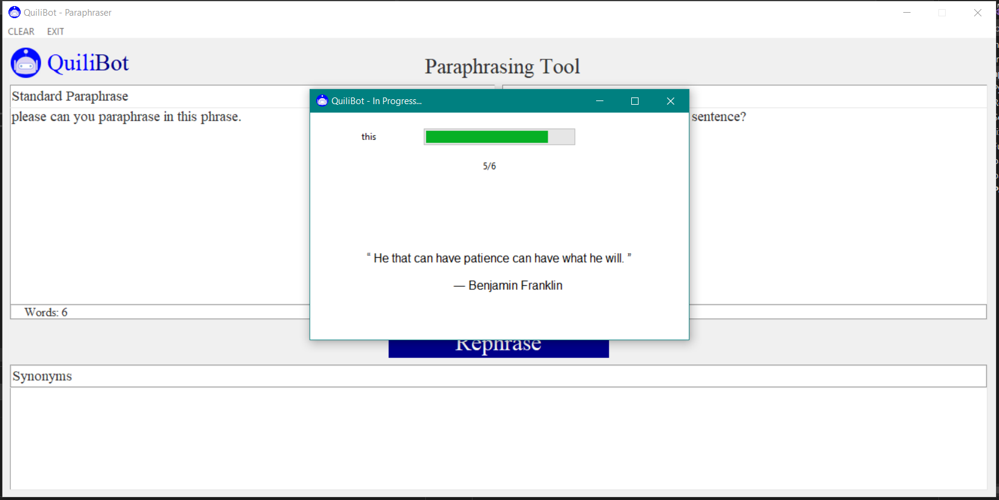 QuiliBot - Paraphraser
CLEAR EXIT
QuiliBot
Paraphrasing Tool
Standard Paraphrase
please can you paraphrase in this phrase.
sentence?
QuiliBot - In Progress...
this
5/6
“ He that can have patience can have what he will. ”
— Benjamin Franklin
Words: 6
Rephrase
Synonyms